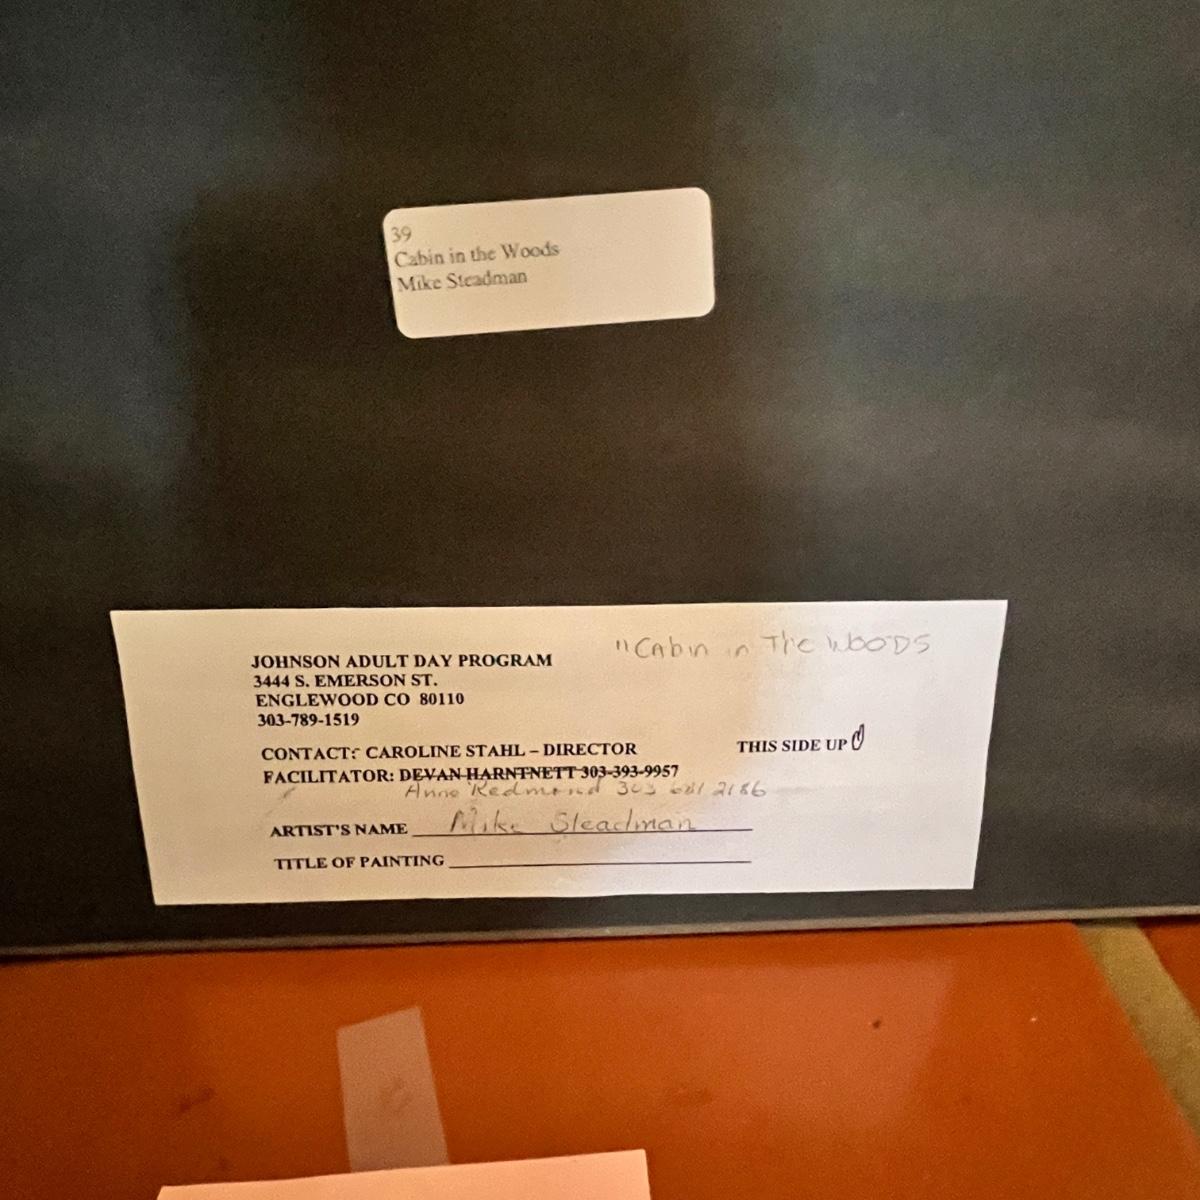 39
Cabin in the Woods
Mike Steadman
"Cabin in The WOODS
JOHNSON ADULT DAY PROGRAM
3444 S. EMERSON ST.
ENGLEWOOD CO 80110
303-789-1519
CONTACT: CAROLINE STAHL – DIRECTOR
THIS SIDE UP
FACILITATOR: DEVAN HARNTNETT 303-393-9957
Anne Redmond 303 681 2186
ARTIST'S NAME Mike Steadman
TITLE OF PAINTING